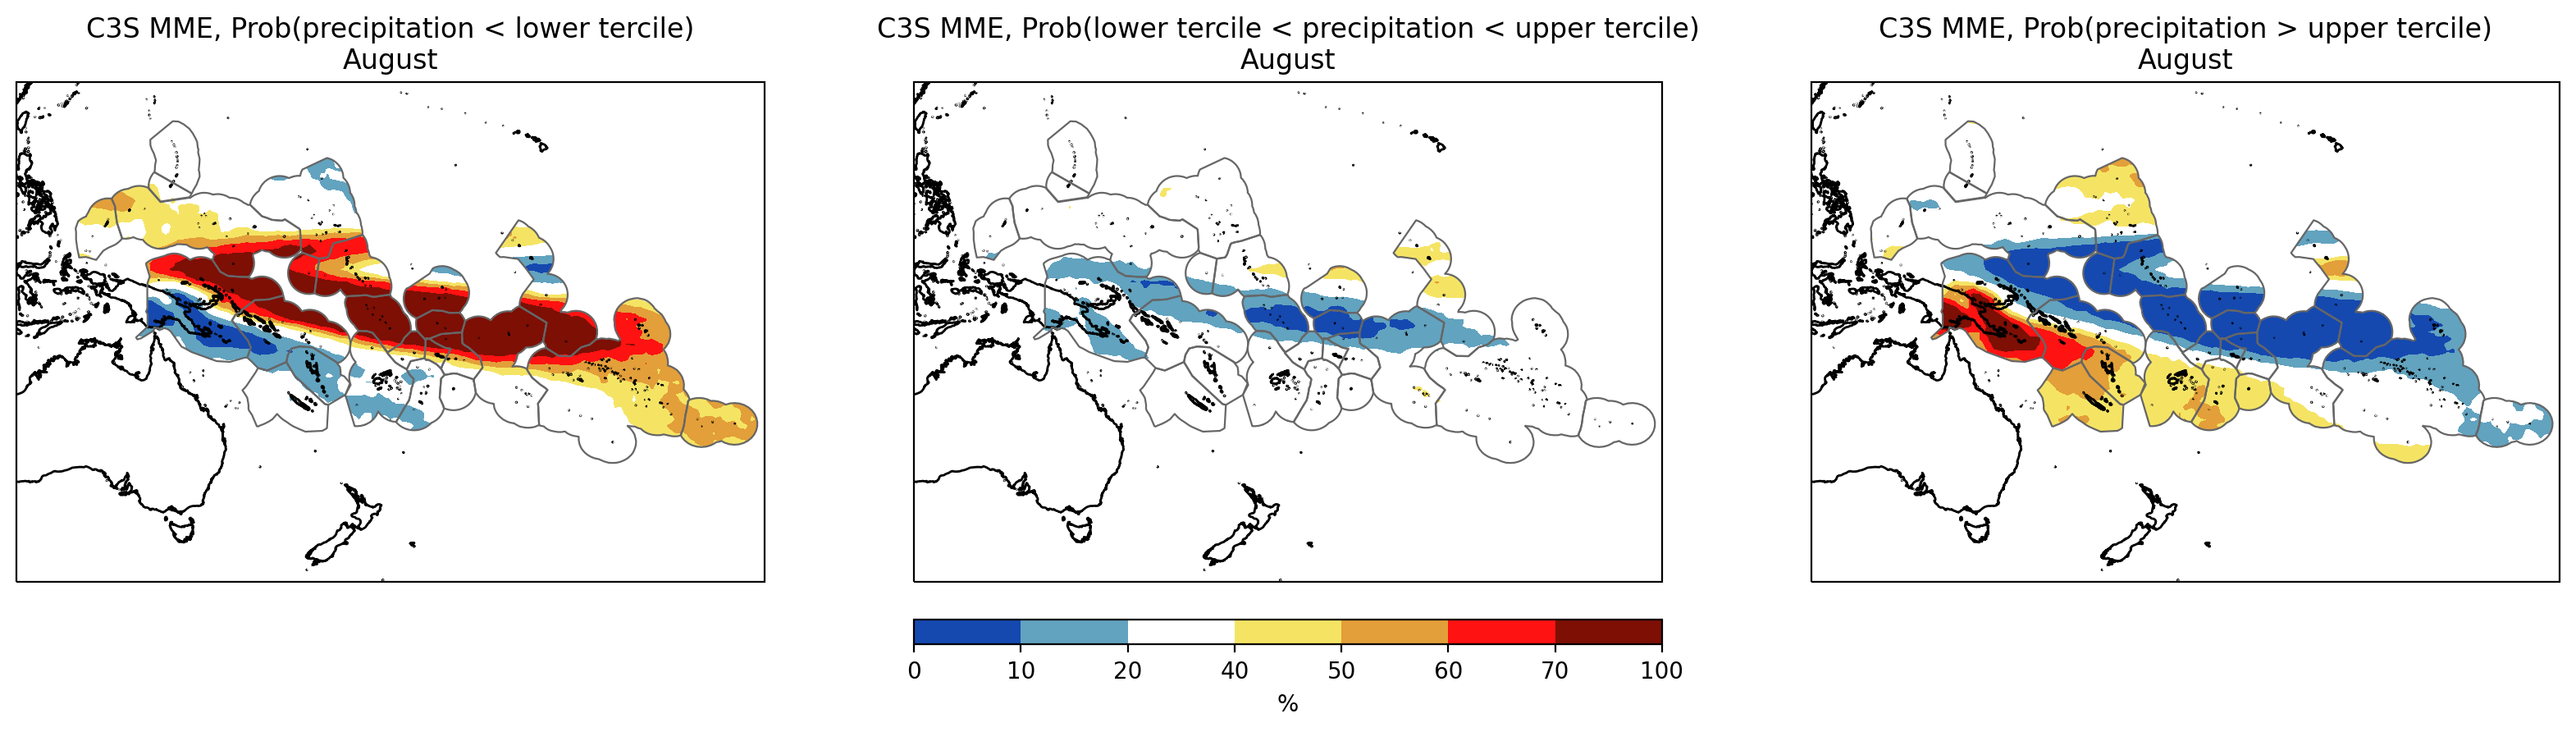 C3S MME, Prob(precipitation < lower tercile)
August
C3S MME, Prob(lower tercile < precipitation < upper tercile)
August
C3S MME, Prob(precipitation > upper tercile)
August
0 10 20 40 50 60 70 100
%